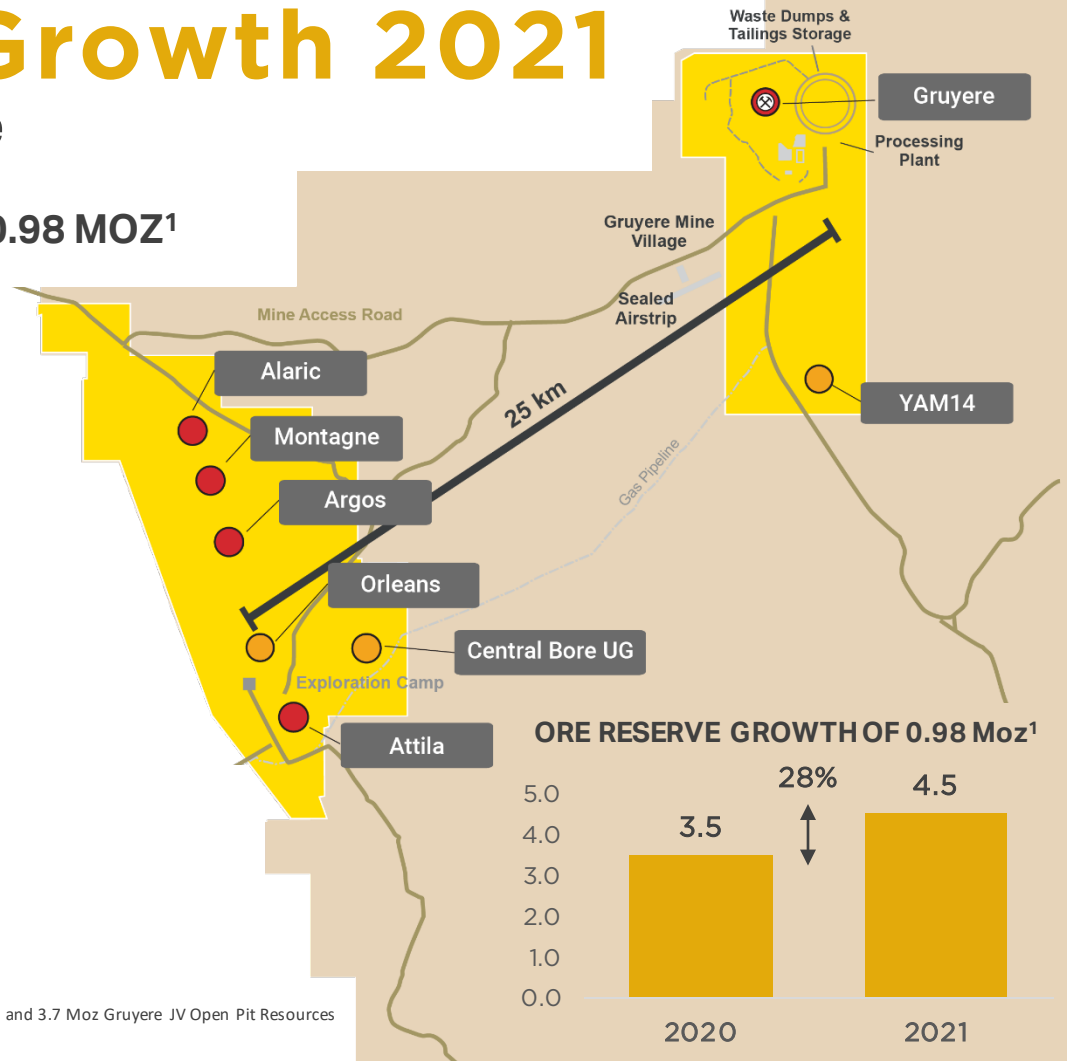 Growth 2021
e
0.98 MOZ¹
Waste Dumps &
Tailings Storage
Gruyere
Processing
Plant
Gruyere Mine
Village
Sealed
Airstrip
Mine Access Road
Alaric
25 km
YAM14
Montagne
Gas Pipeline
Argos
Orleans
Central Bore UG
Exploration Camp
Attila
ORE RESERVE GROWTH OF 0.98 Moz¹
28%
4.5
3.5
5.0
4.0
3.0
2.0
1.0
0.0
2020
2021
and 3.7 Moz Gruyere JV Open Pit Resources